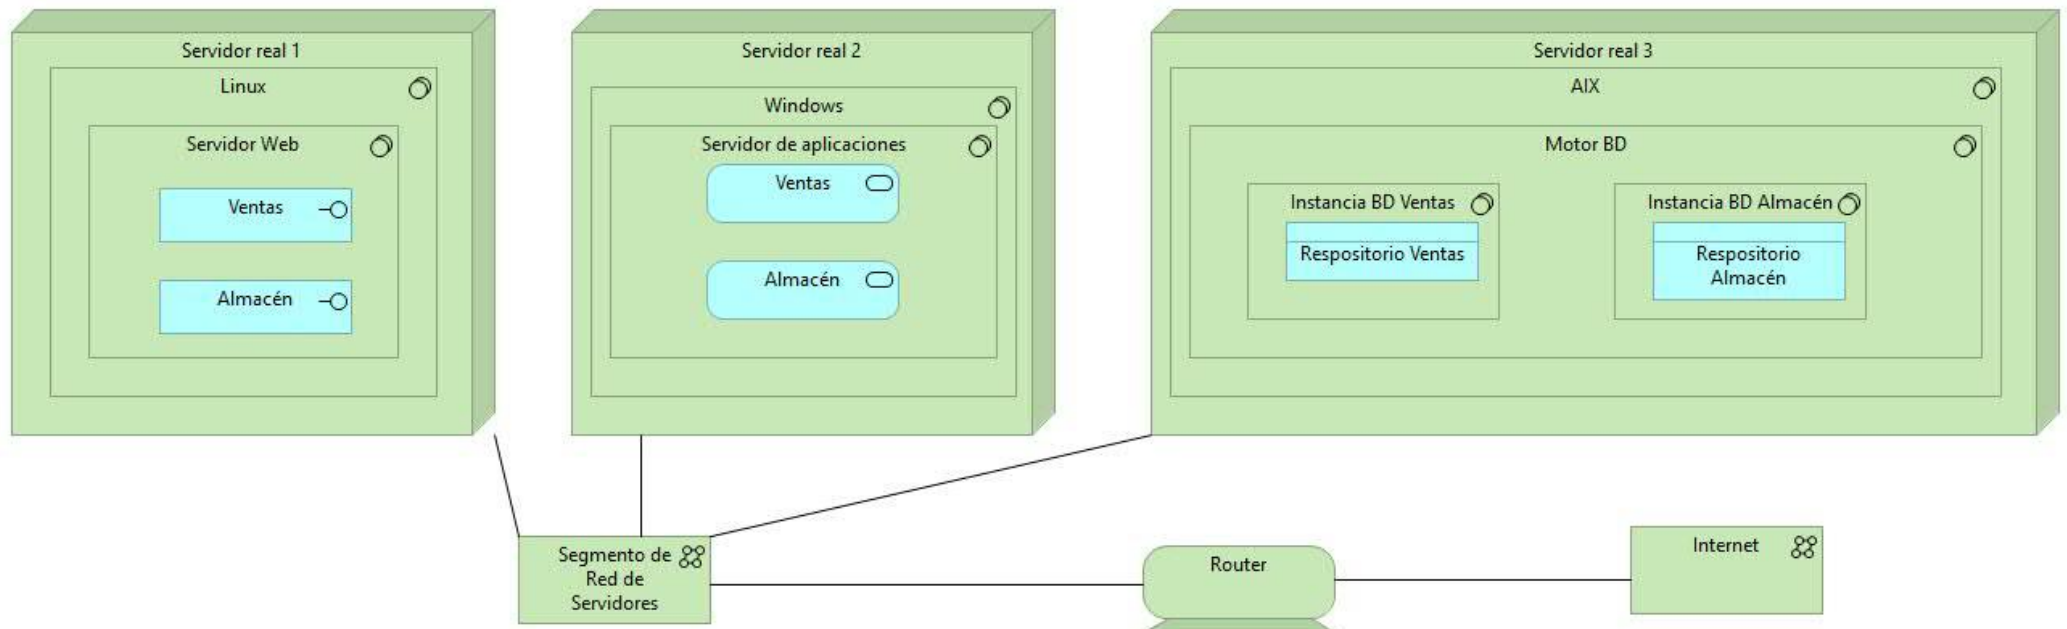 Servidor real 1
Linux
Servidor Web
Ventas
Almacén
Servidor real 2
Windows
Servidor de aplicaciones
Ventas
Almacén
Servidor real 3
AIX
Motor BD
Instancia BD Ventas
Respositorio Ventas
Instancia BD Almacén
Respositorio
Almacén
Segmento de
Red de
Servidores
Router
Internet